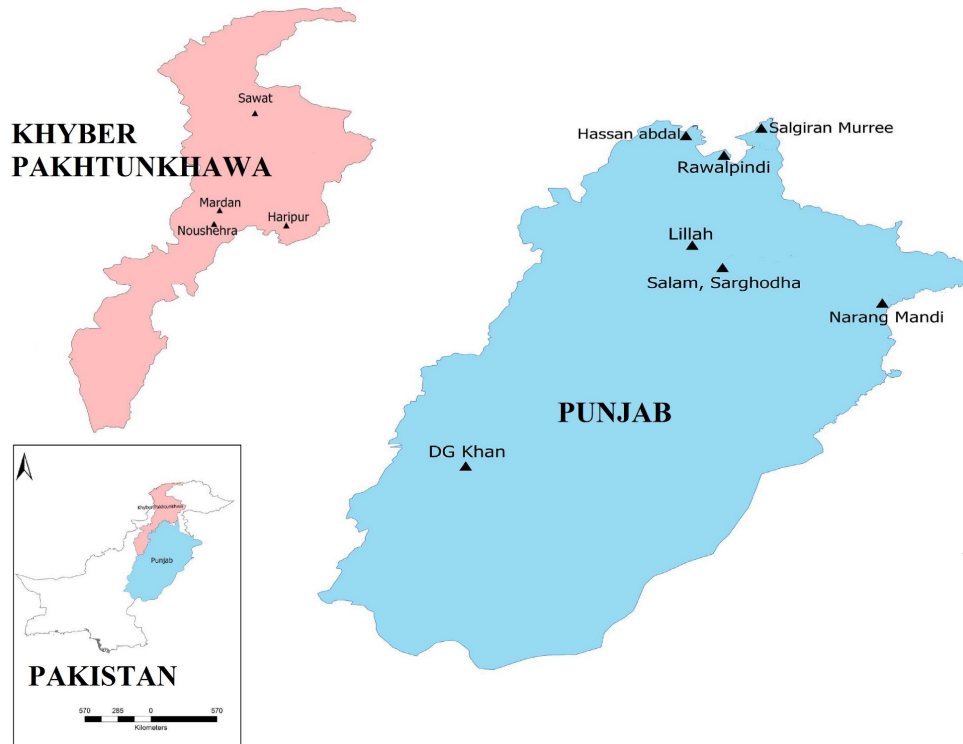 Sawat
KHYBER
PAKHTUNKHAWA
Mardan
Noushehra
Haripur
Hassan abdal
Salgiran Murree
Rawalpindi
Lillah
Salam, Sarghodha
Narang Mandi
PUNJAB
DG Khan
Punjab
PAKISTAN
570 285 0 570
Kilometers